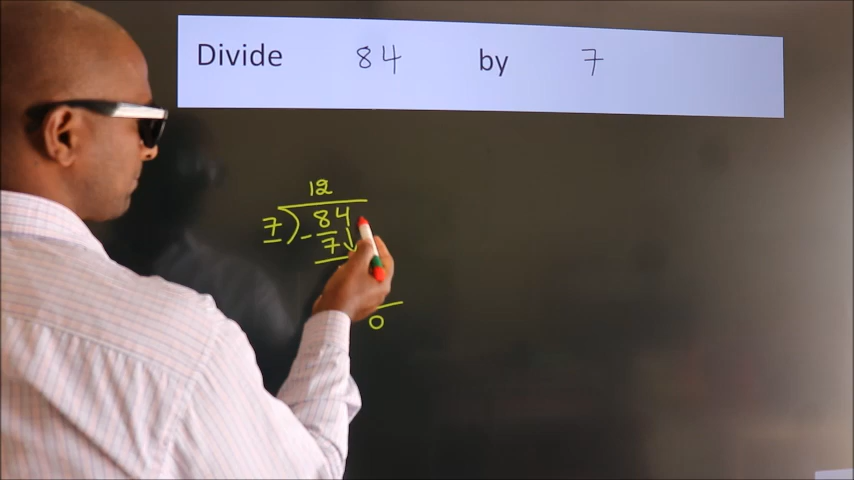 Divide 84 by 7
12
7) 84
- 7 ↓
0